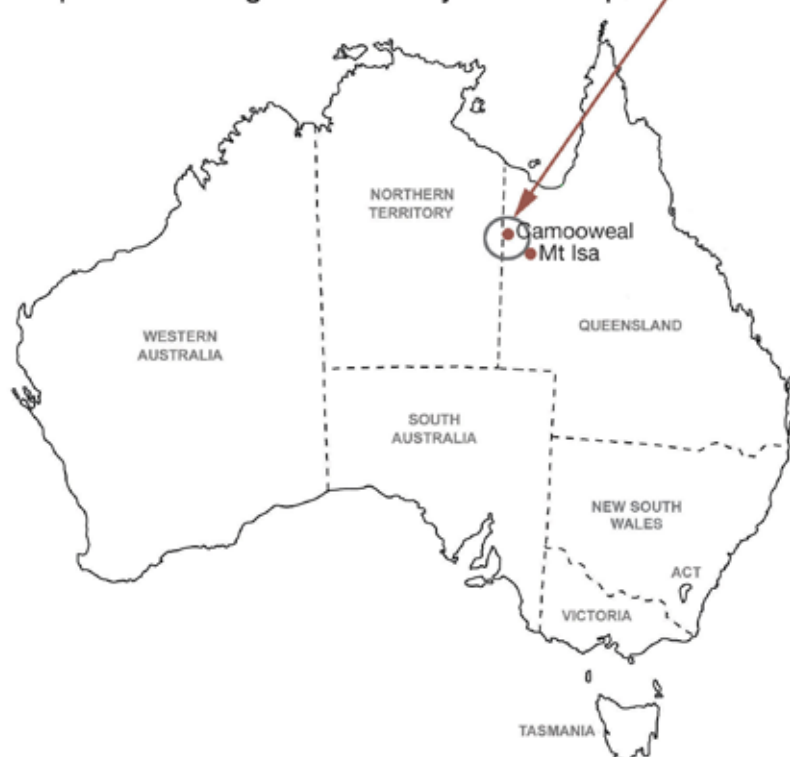 NORTHERN
TERRITORY
Camooweal
Mt Isa
WESTERN
AUSTRALIA
QUEENSLAND
SOUTH
AUSTRALIA
NEW SOUTH
WALES
ACT
VICTORIA
TASMANIA